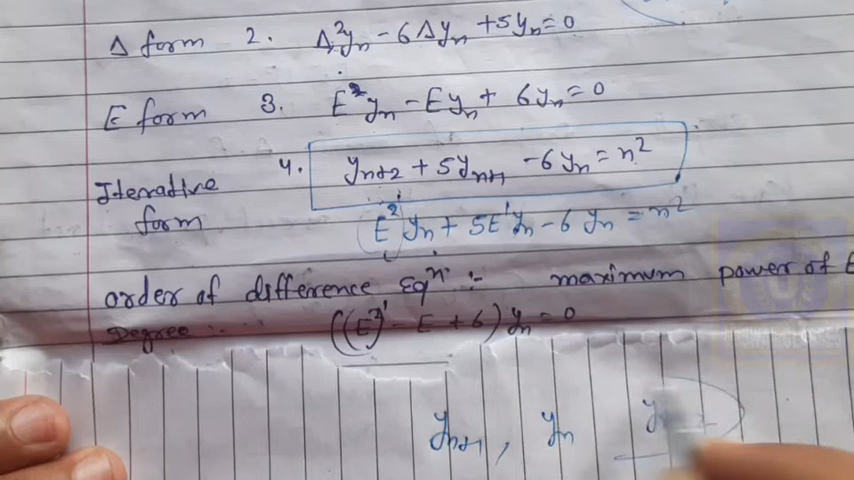 Δ form 2. Δ²yₙ - 6Δyₙ + 5yₙ = 0
E form 3. E²yₙ - Eyₙ + 6yₙ = 0
Iterative form 4. yₙ₊₂ + 5yₙ₊₁ - 6yₙ = n²
E²yₙ + 5E¹yₙ - 6yₙ = n²
order of difference Eqⁿ :- maximum power of E
Degree
((E²)¹ - E + 6)yₙ = 0
yₙ₊₁, yₙ